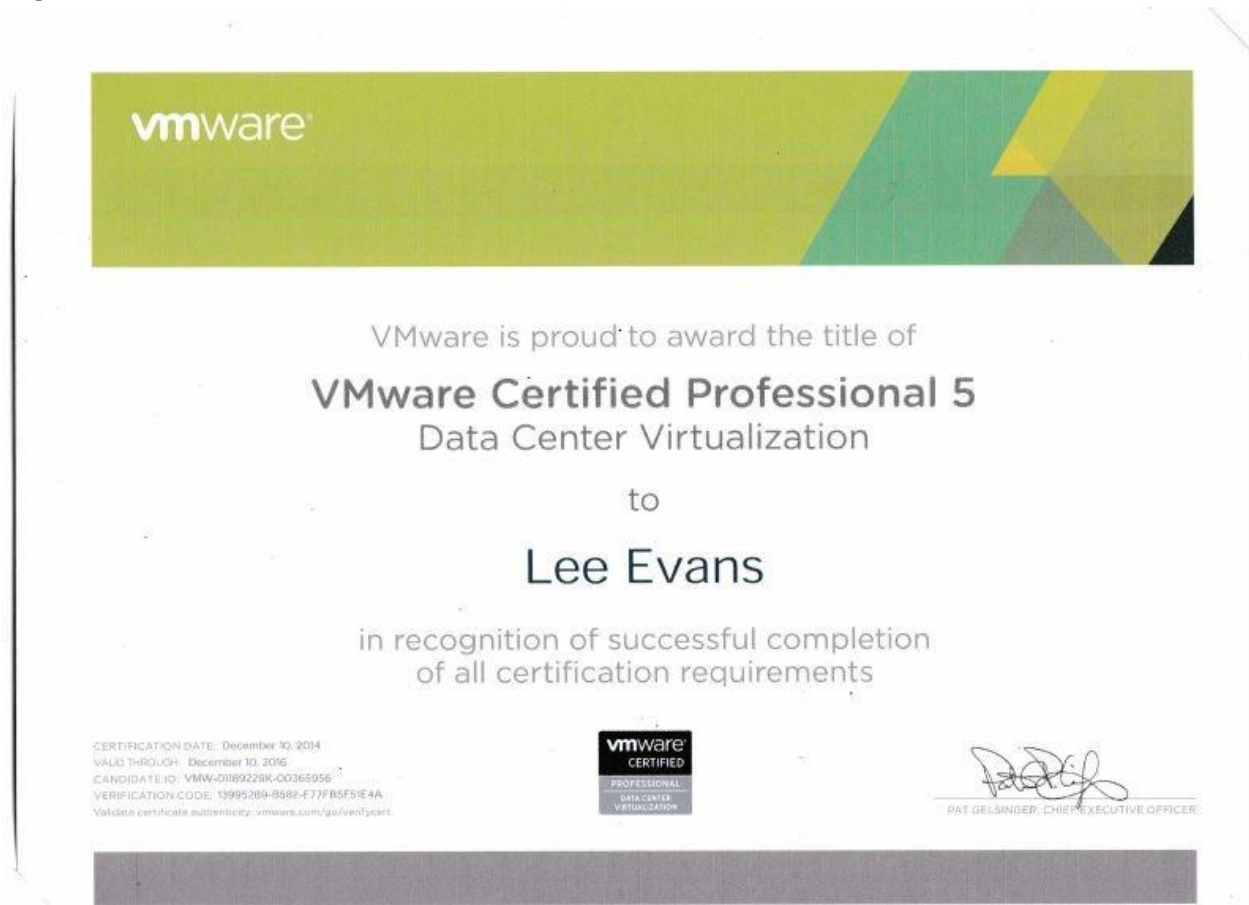 vmware®
VMware is proud to award the title of
VMware Certified Professional 5
Data Center Virtualization
to
Lee Evans
in recognition of successful completion
of all certification requirements
CERTIFICATION DATE: December 10, 2014
VALID THROUGH: December 10, 2016
CANDIDATE ID: VMW-01189229K-00365956
VERIFICATION CODE: 13995289-B582-F77FB5F51E4A
Validate certificate authenticity: vmware.com/go/verifycert
vmware®
CERTIFIED
PROFESSIONAL
DATA CENTER
VIRTUALIZATION
PAT GELSINGER, CHIEF EXECUTIVE OFFICER